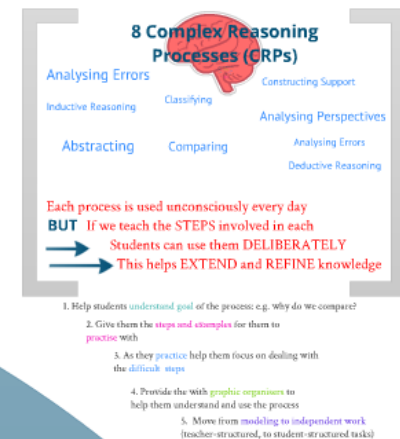 8 Complex Reasoning
Processes (CRPs)
Analysing Errors
Constructing Support
Inductive Reasoning
Classifying
Analysing Perspectives
Abstracting
Comparing
Analysing Errors
Deductive Reasoning
Each process is used unconsciously every day
BUT If we teach the STEPS involved in each
Students can use them DELIBERATELY
This helps EXTEND and REFINE knowledge
1. Help students understand goal of the process: e.g. why do we compare?
2. Give them the steps and examples for them to
practise with
3. As they practice help them focus on dealing with
the difficult steps
4. Provide the with graphic organisers to
help them understand and use the process
5. Move from modeling to independent work
(teacher-structured, to student-structured tasks)